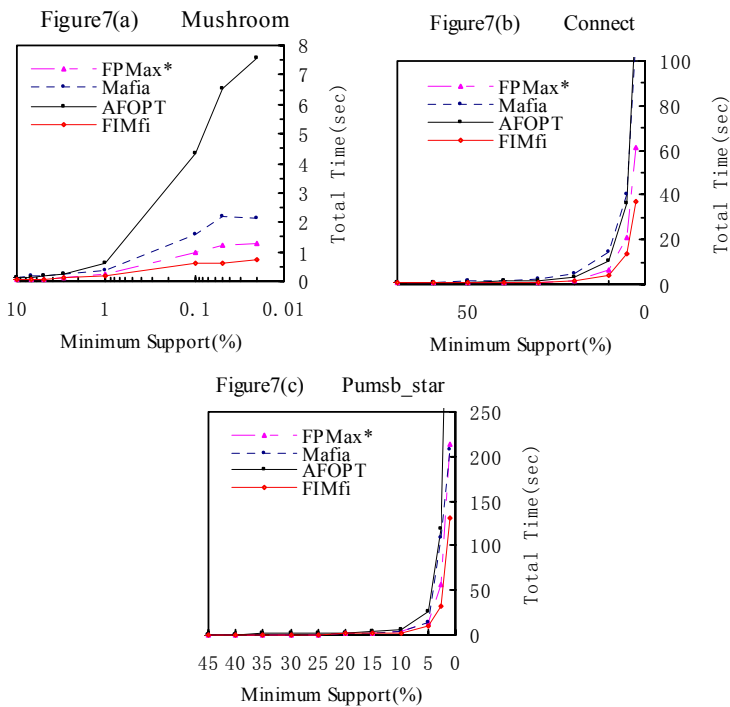 Figure7(a) Mushroom
FPMax*
Mafia
AFOPT
FIMfi
8
7
6
5
4
3
2
1
0
Total Time(sec)
10 1 0.1 0.01
Minimum Support(%)
Figure7(b) Connect
FPMax*
Mafia
AFOPT
FIMfi
100
80
60
40
20
0
Total Time(sec)
50 0
Minimum Support(%)
Figure7(c) Pumsb_star
FPMax*
Mafia
AFOPT
FIMfi
250
200
150
100
50
0
Total Time(sec)
45 40 35 30 25 20 15 10 5 0
Minimum Support(%)